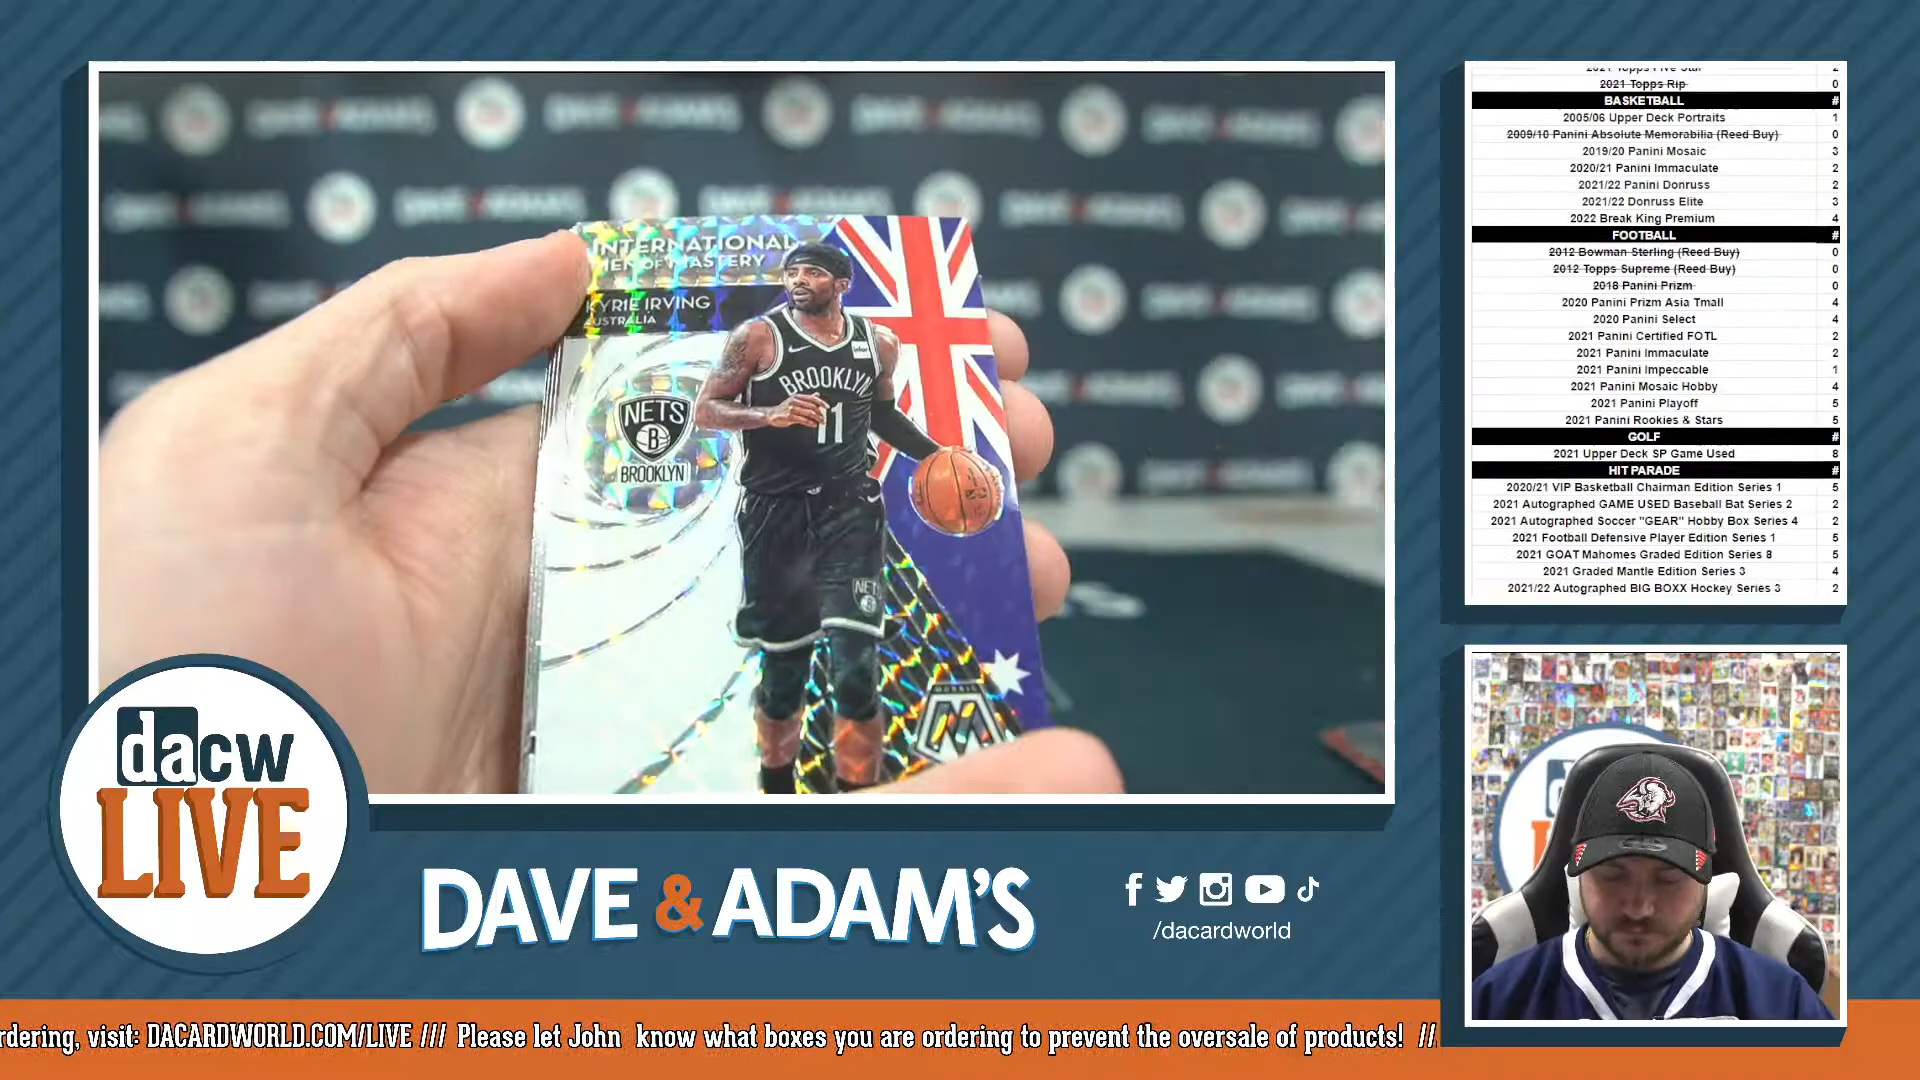 INTERNATIONAL
MEN OF MASTERY
KYRIE IRVING
AUSTRALIA
BROOKLYN
11
NETS
B
BROOKLYN
NETS
MOSAIC
M
dacw
LIVE
DAVE & ADAM'S
/dacardworld
rdering, visit: DACARDWORLD.COM/LIVE /// Please let John know what boxes you are ordering to prevent the oversale of products! //
2021 Topps Five Star 2
2021 Topps Rip 0
BASKETBALL #
2005/06 Upper Deck Portraits 1
2009/10 Panini Absolute Memorabilia (Reed Buy) 0
2019/20 Panini Mosaic 3
2020/21 Panini Immaculate 2
2021/22 Panini Donruss 2
2021/22 Donruss Elite 3
2022 Break King Premium 4
FOOTBALL #
2012 Bowman Sterling (Reed Buy) 0
2012 Topps Supreme (Reed Buy) 0
2018 Panini Prizm 0
2020 Panini Prizm Asia Tmall 4
2020 Panini Select 4
2021 Panini Certified FOTL 2
2021 Panini Immaculate 2
2021 Panini Impeccable 1
2021 Panini Mosaic Hobby 4
2021 Panini Playoff 5
2021 Panini Rookies & Stars 5
GOLF #
2021 Upper Deck SP Game Used 8
HIT PARADE #
2020/21 VIP Basketball Chairman Edition Series 1 5
2021 Autographed GAME USED Baseball Bat Series 2 2
2021 Autographed Soccer "GEAR" Hobby Box Series 4 2
2021 Football Defensive Player Edition Series 1 5
2021 GOAT Mahomes Graded Edition Series 8 5
2021 Graded Mantle Edition Series 3 4
2021/22 Autographed BIG BOXX Hockey Series 3 2